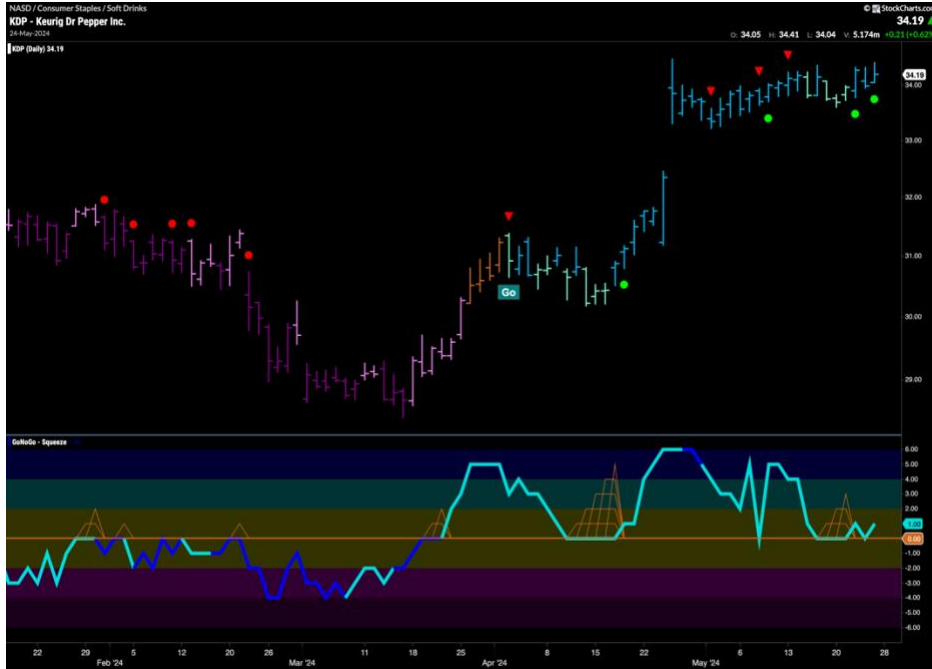 NASD / Consumer Staples / Soft Drinks
© StockCharts.com
KDP - Keurig Dr Pepper Inc.
34.19
24-May-2024
O: 34.05 H: 34.41 L: 34.04 V: 5.174m +0.21 (+0.62%
KDP (Daily) 34.19
34.19
34.00
33.00
32.00
31.00
Go
30.00
29.00
GoNoGo - Squeeze
6.00
5.00
4.00
3.00
2.00
1.00
0.00
-1.00
-2.00
-3.00
-4.00
-5.00
-6.00
22 29 5 12 20 26 11 18 25 8 15 22 6 13 20 28
Feb '24 Mar '24 Apr '24 May '24